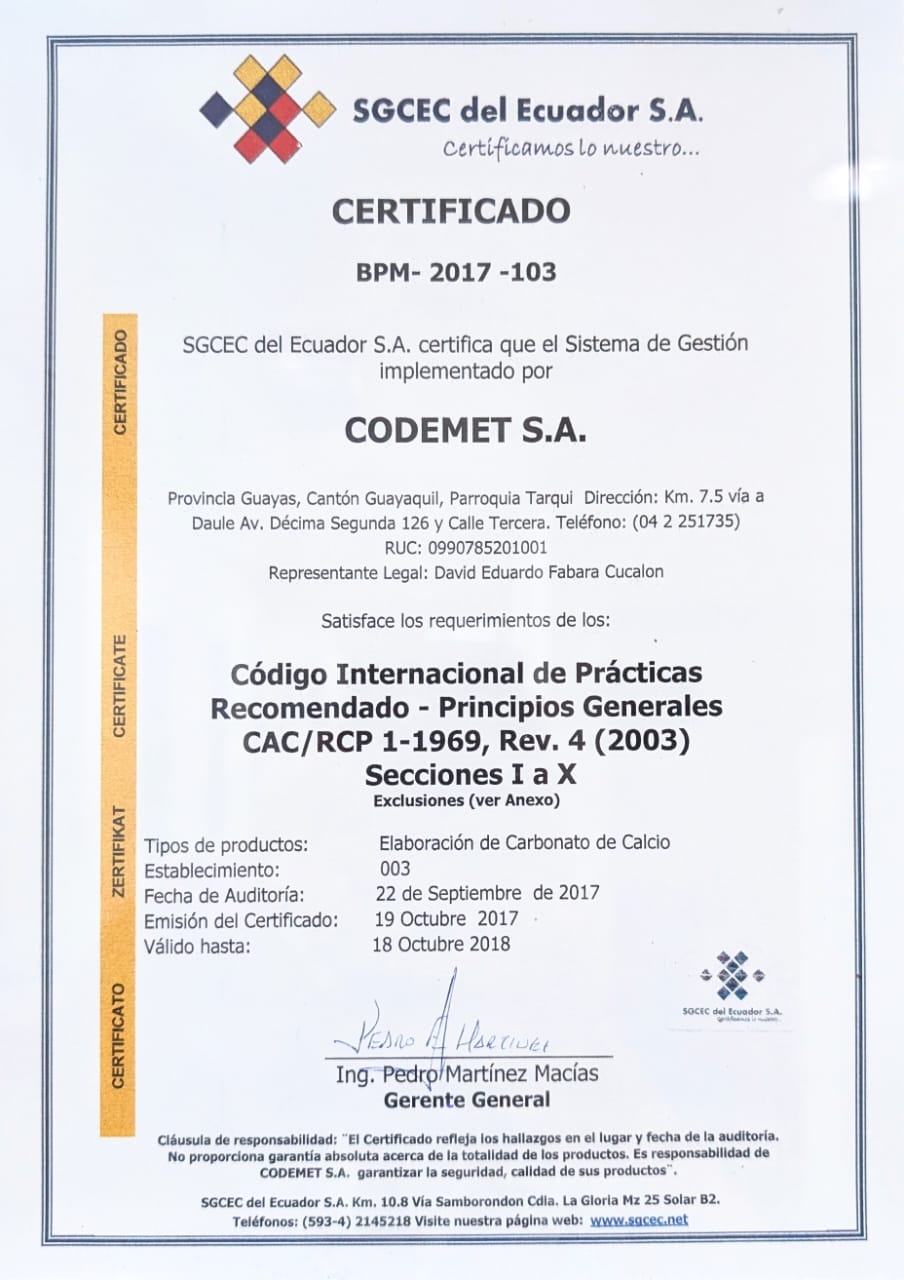 SGCEC del Ecuador S.A.
Certificamos lo nuestro...
CERTIFICADO
BPM- 2017 -103
SGCEC del Ecuador S.A. certifica que el Sistema de Gestión
implementado por
CODEMET S.A.
Provincia Guayas, Cantón Guayaquil, Parroquia Tarqui Dirección: Km. 7.5 vía a
Daule Av. Décima Segunda 126 y Calle Tercera. Teléfono: (04 2 251735)
RUC: 0990785201001
Representante Legal: David Eduardo Fabara Cucalon
Satisface los requerimientos de los:
Código Internacional de Prácticas
Recomendado - Principios Generales
CAC/RCP 1-1969, Rev. 4 (2003)
Secciones I a X
Exclusiones (ver Anexo)
Tipos de productos: Elaboración de Carbonato de Calcio
Establecimiento: 003
Fecha de Auditoría: 22 de Septiembre de 2017
Emisión del Certificado: 19 Octubre 2017
Válido hasta: 18 Octubre 2018
CERTIFICADO
CERTIFICATE
ZERTIFIKAT
CERTIFICATO
SGCEC del Ecuador S.A.
Certificamos lo nuestro...
PEDRO A MARTINEZ
Ing. Pedro Martínez Macías
Gerente General
Cláusula de responsabilidad: ¨El Certificado refleja los hallazgos en el lugar y fecha de la auditoría.
No proporciona garantía absoluta acerca de la totalidad de los productos. Es responsabilidad de
CODEMET S.A. garantizar la seguridad, calidad de sus productos¨.
SGCEC del Ecuador S.A. Km. 10.8 Vía Samborondon Cdla. La Gloria Mz 25 Solar B2.
Teléfonos: (593-4) 2145218 Visite nuestra página web: www.sgcec.net